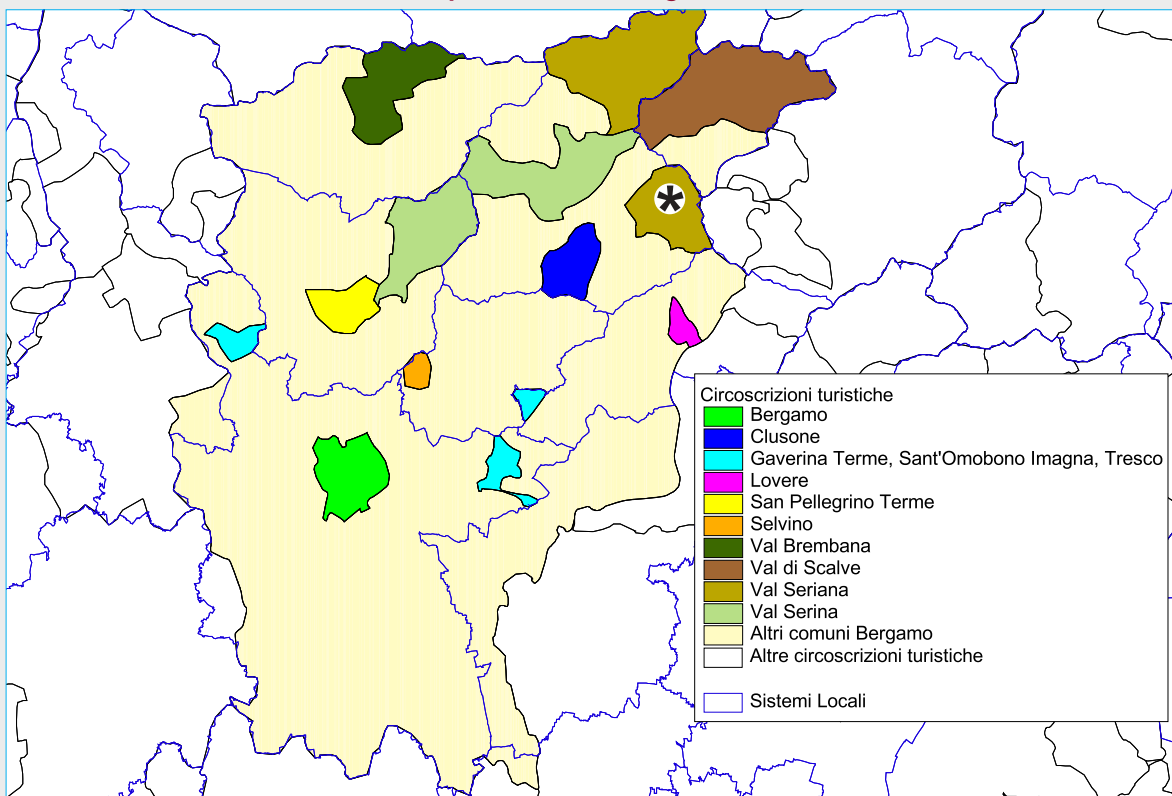 *
Circoscrizioni turistiche
Bergamo
Clusone
Gaverina Terme, Sant'Omobono Imagna, Tresco
Lovere
San Pellegrino Terme
Selvino
Val Brembana
Val di Scalve
Val Seriana
Val Serina
Altri comuni Bergamo
Altre circoscrizioni turistiche
Sistemi Locali